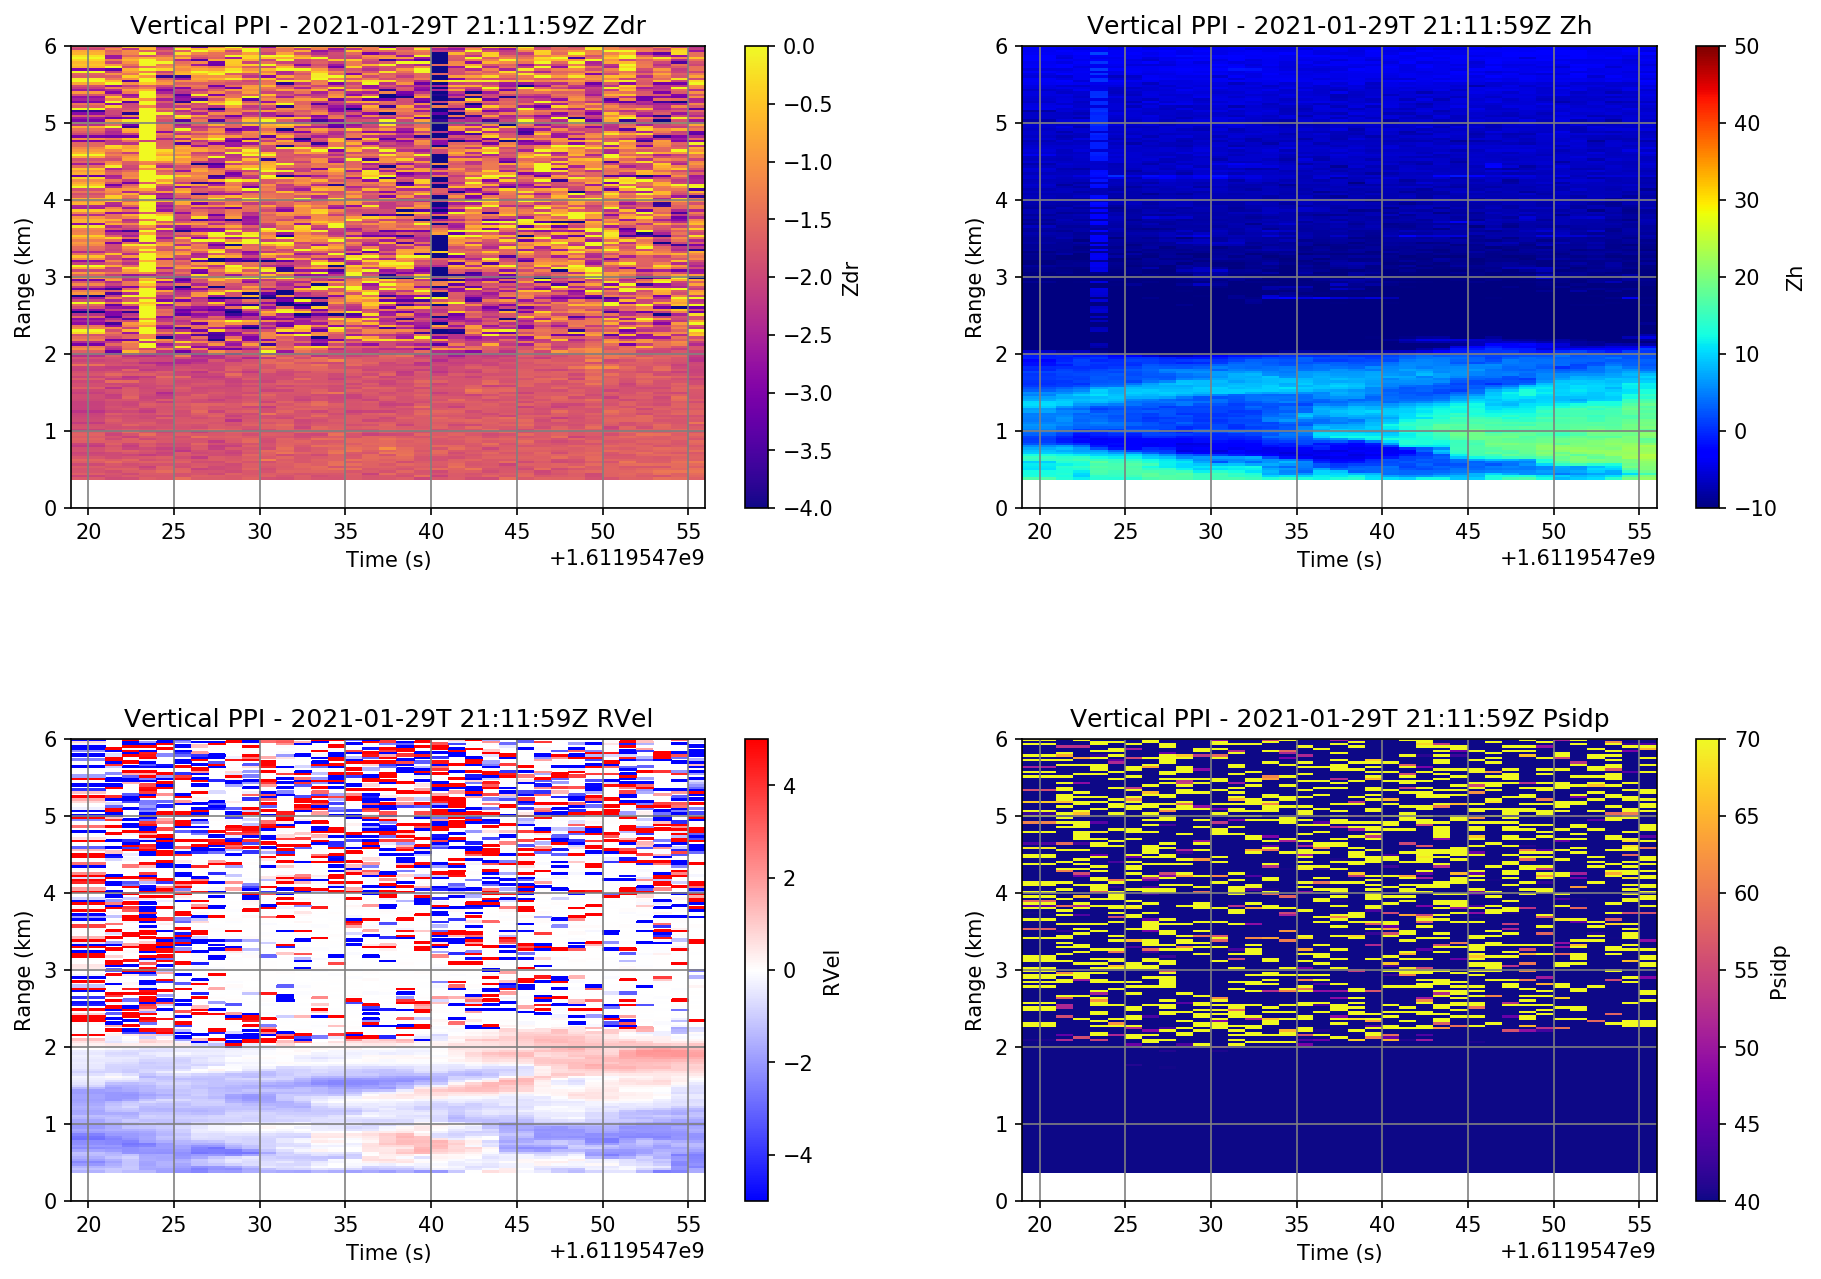 Vertical PPI - 2021-01-29T 21:11:59Z Zdr
6
5
4
3
2
1
0
Range (km)
20 25 30 35 40 45 50 55
Time (s)
+1.6119547e9
0.0
−0.5
−1.0
−1.5
−2.0
−2.5
−3.0
−3.5
−4.0
Zdr
Vertical PPI - 2021-01-29T 21:11:59Z Zh
6
5
4
3
2
1
0
Range (km)
20 25 30 35 40 45 50 55
Time (s)
+1.6119547e9
50
40
30
20
10
0
−10
Zh
Vertical PPI - 2021-01-29T 21:11:59Z RVel
6
5
4
3
2
1
0
Range (km)
20 25 30 35 40 45 50 55
Time (s)
+1.6119547e9
4
2
0
−2
−4
RVel
Vertical PPI - 2021-01-29T 21:11:59Z Psidp
6
5
4
3
2
1
0
Range (km)
20 25 30 35 40 45 50 55
Time (s)
+1.6119547e9
70
65
60
55
50
45
40
Psidp